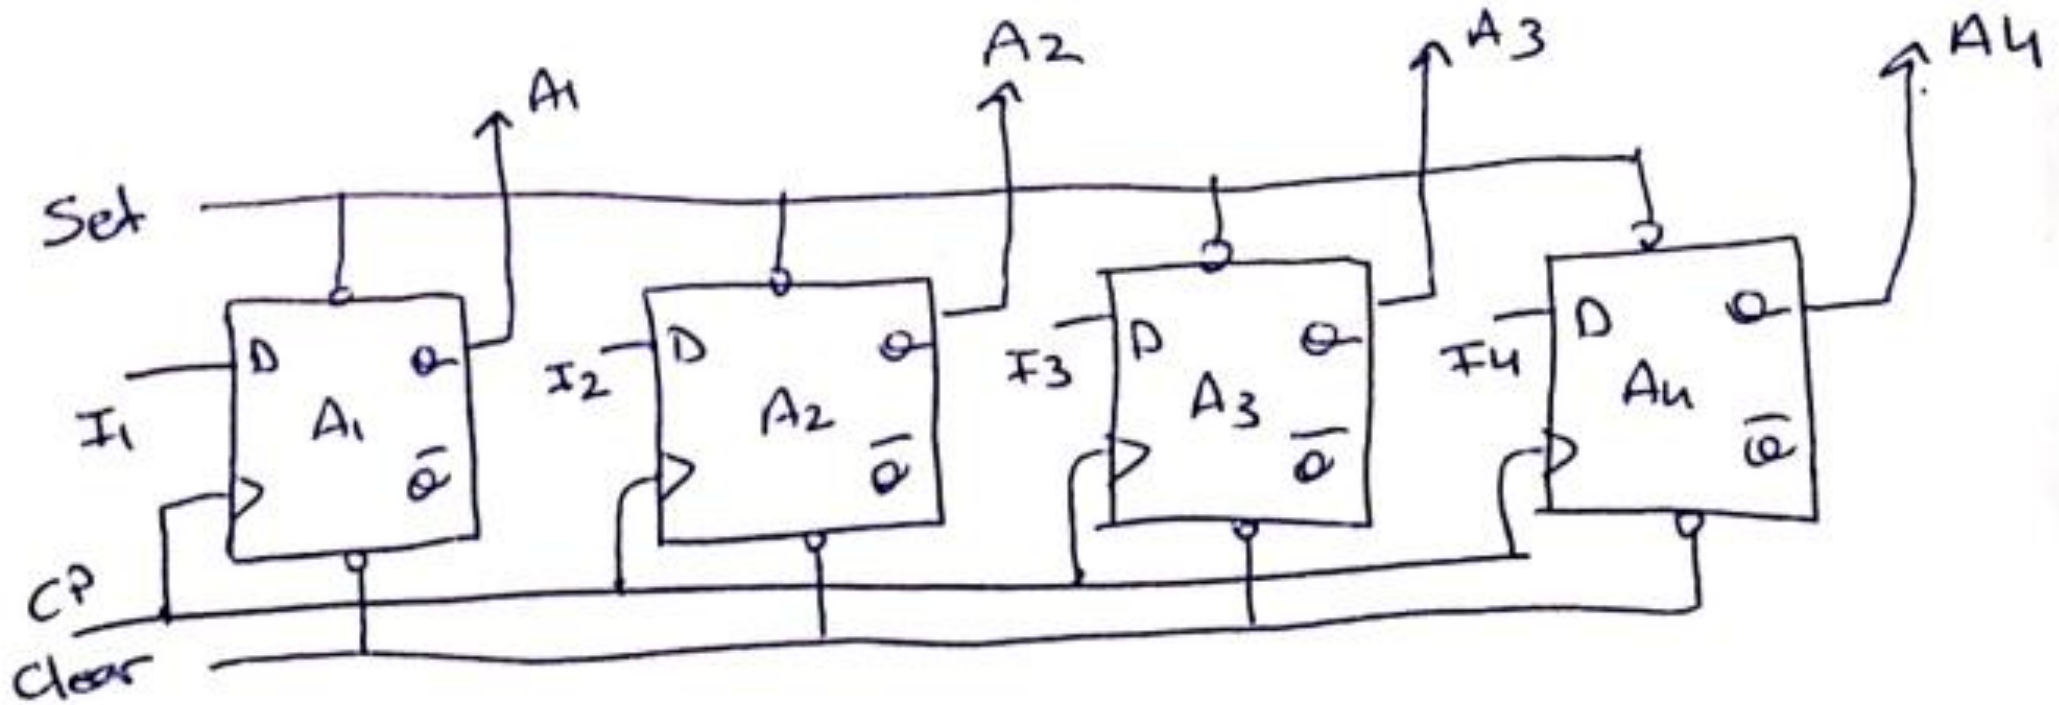 A1
A2
A3
A4
Set
I1
D
Q
A1
Q̅
I2
D
Q
A2
Q̅
I3
D
Q
A3
Q̅
I4
D
Q
A4
Q̅
CP
Clear